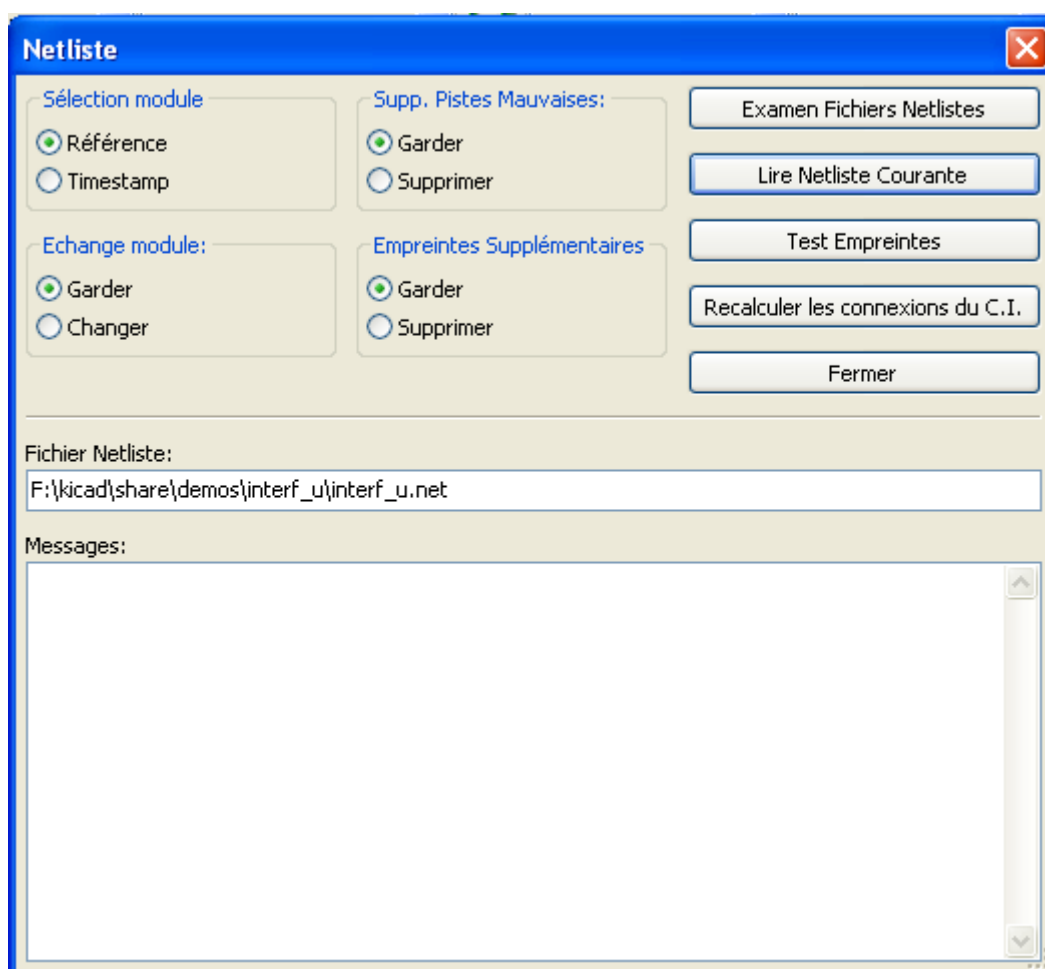 Netliste
Sélection module
Référence
Timestamp
Supp. Pistes Mauvaises:
Garder
Supprimer
Echange module:
Garder
Changer
Empreintes Supplémentaires
Garder
Supprimer
Examen Fichiers Netlistes
Lire Netliste Courante
Test Empreintes
Recalculer les connexions du C.I.
Fermer
Fichier Netliste:
F:\kicad\share\demos\interf_u\interf_u.net
Messages: